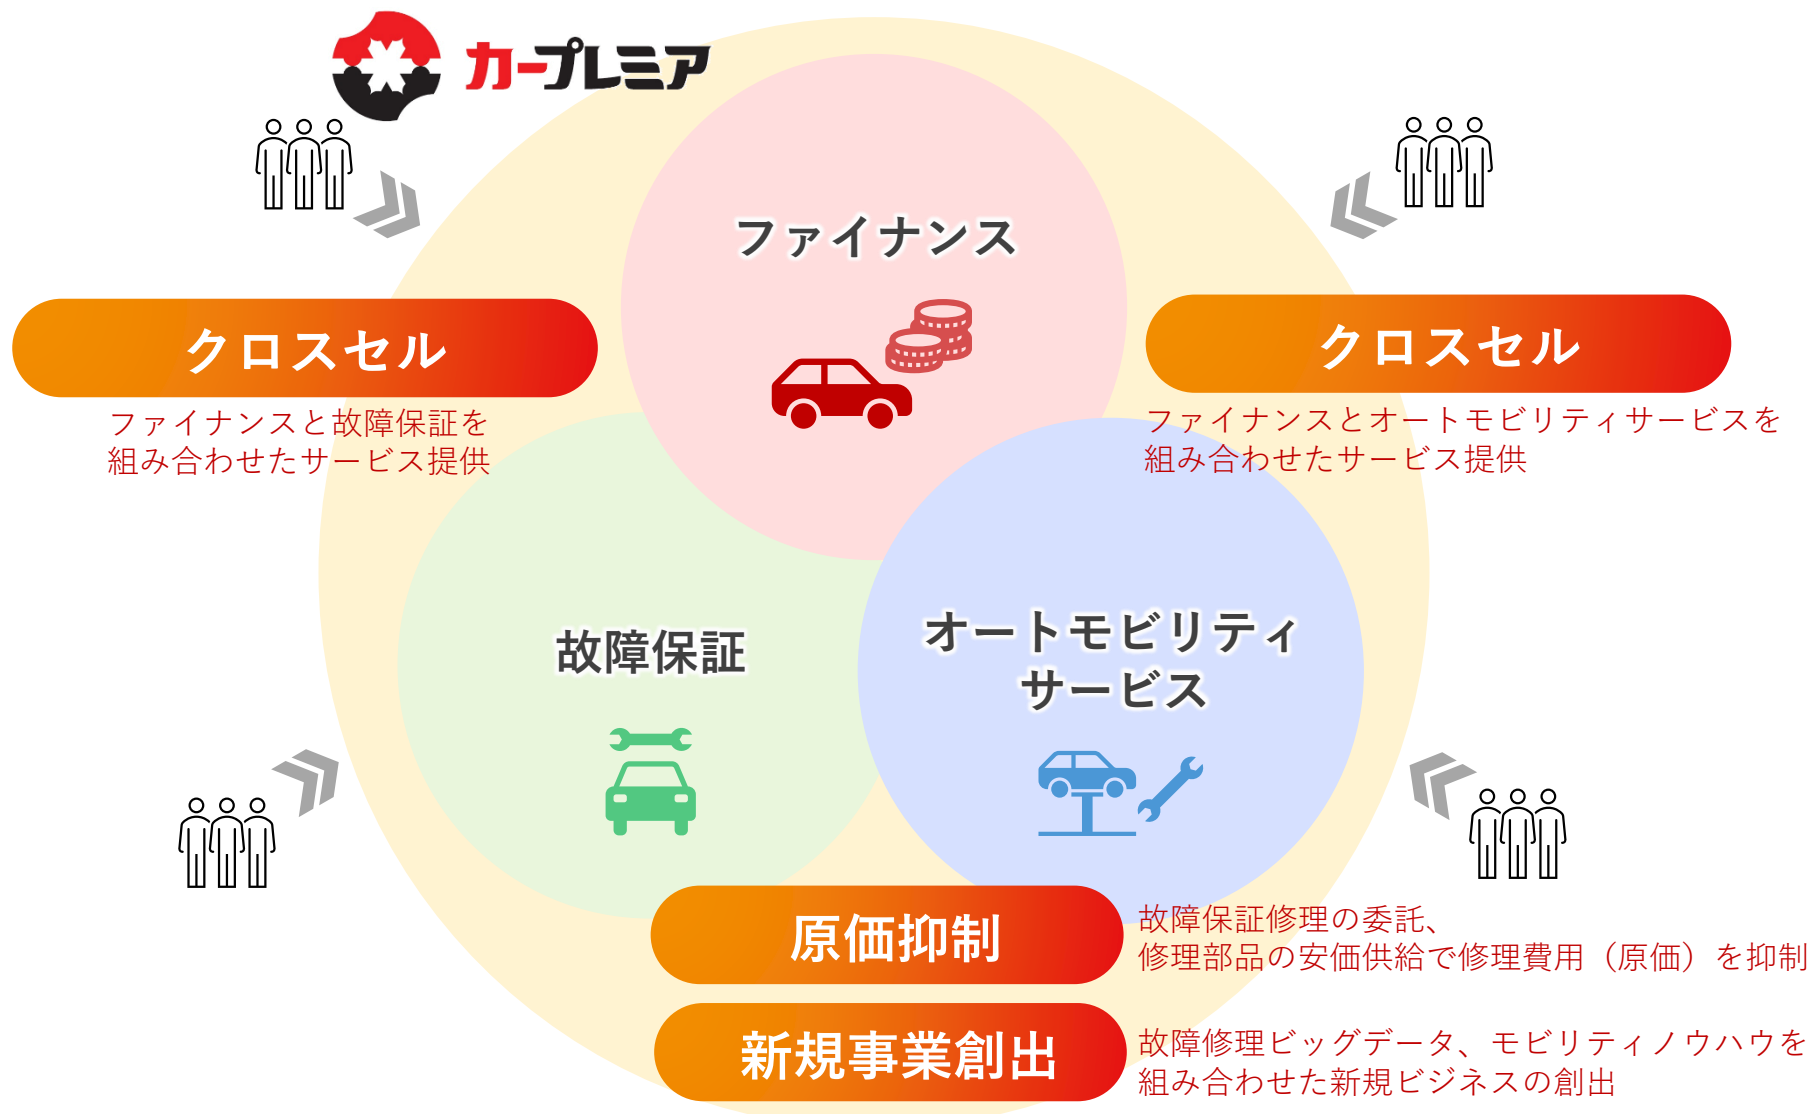 カープレミア
ファイナンス
クロスセル
ファイナンスと故障保証を
組み合わせたサービス提供
クロスセル
ファイナンスとオートモビリティサービスを
組み合わせたサービス提供
故障保証
オートモビリティ
サービス
原価抑制
故障保証修理の委託、
修理部品の安価供給で修理費用（原価）を抑制
新規事業創出
故障修理ビッグデータ、モビリティノウハウを
組み合わせた新規ビジネスの創出